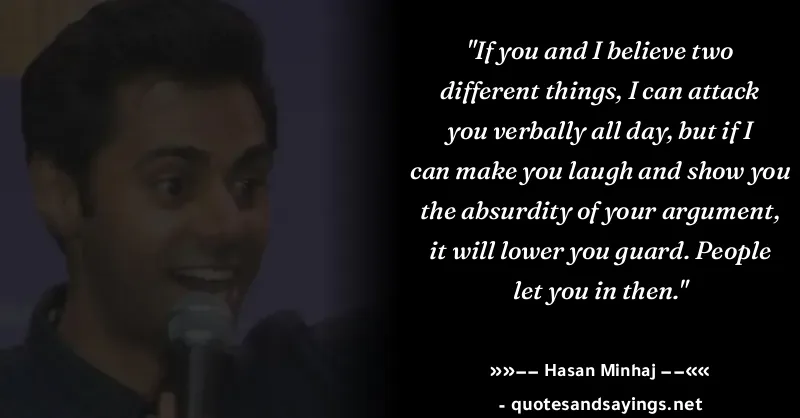 "If you and I believe two
different things, I can attack
you verbally all day, but if I
can make you laugh and show you
the absurdity of your argument,
it will lower you guard. People
let you in then."
»»−− Hasan Minhaj −−««
- quotesandsayings.net